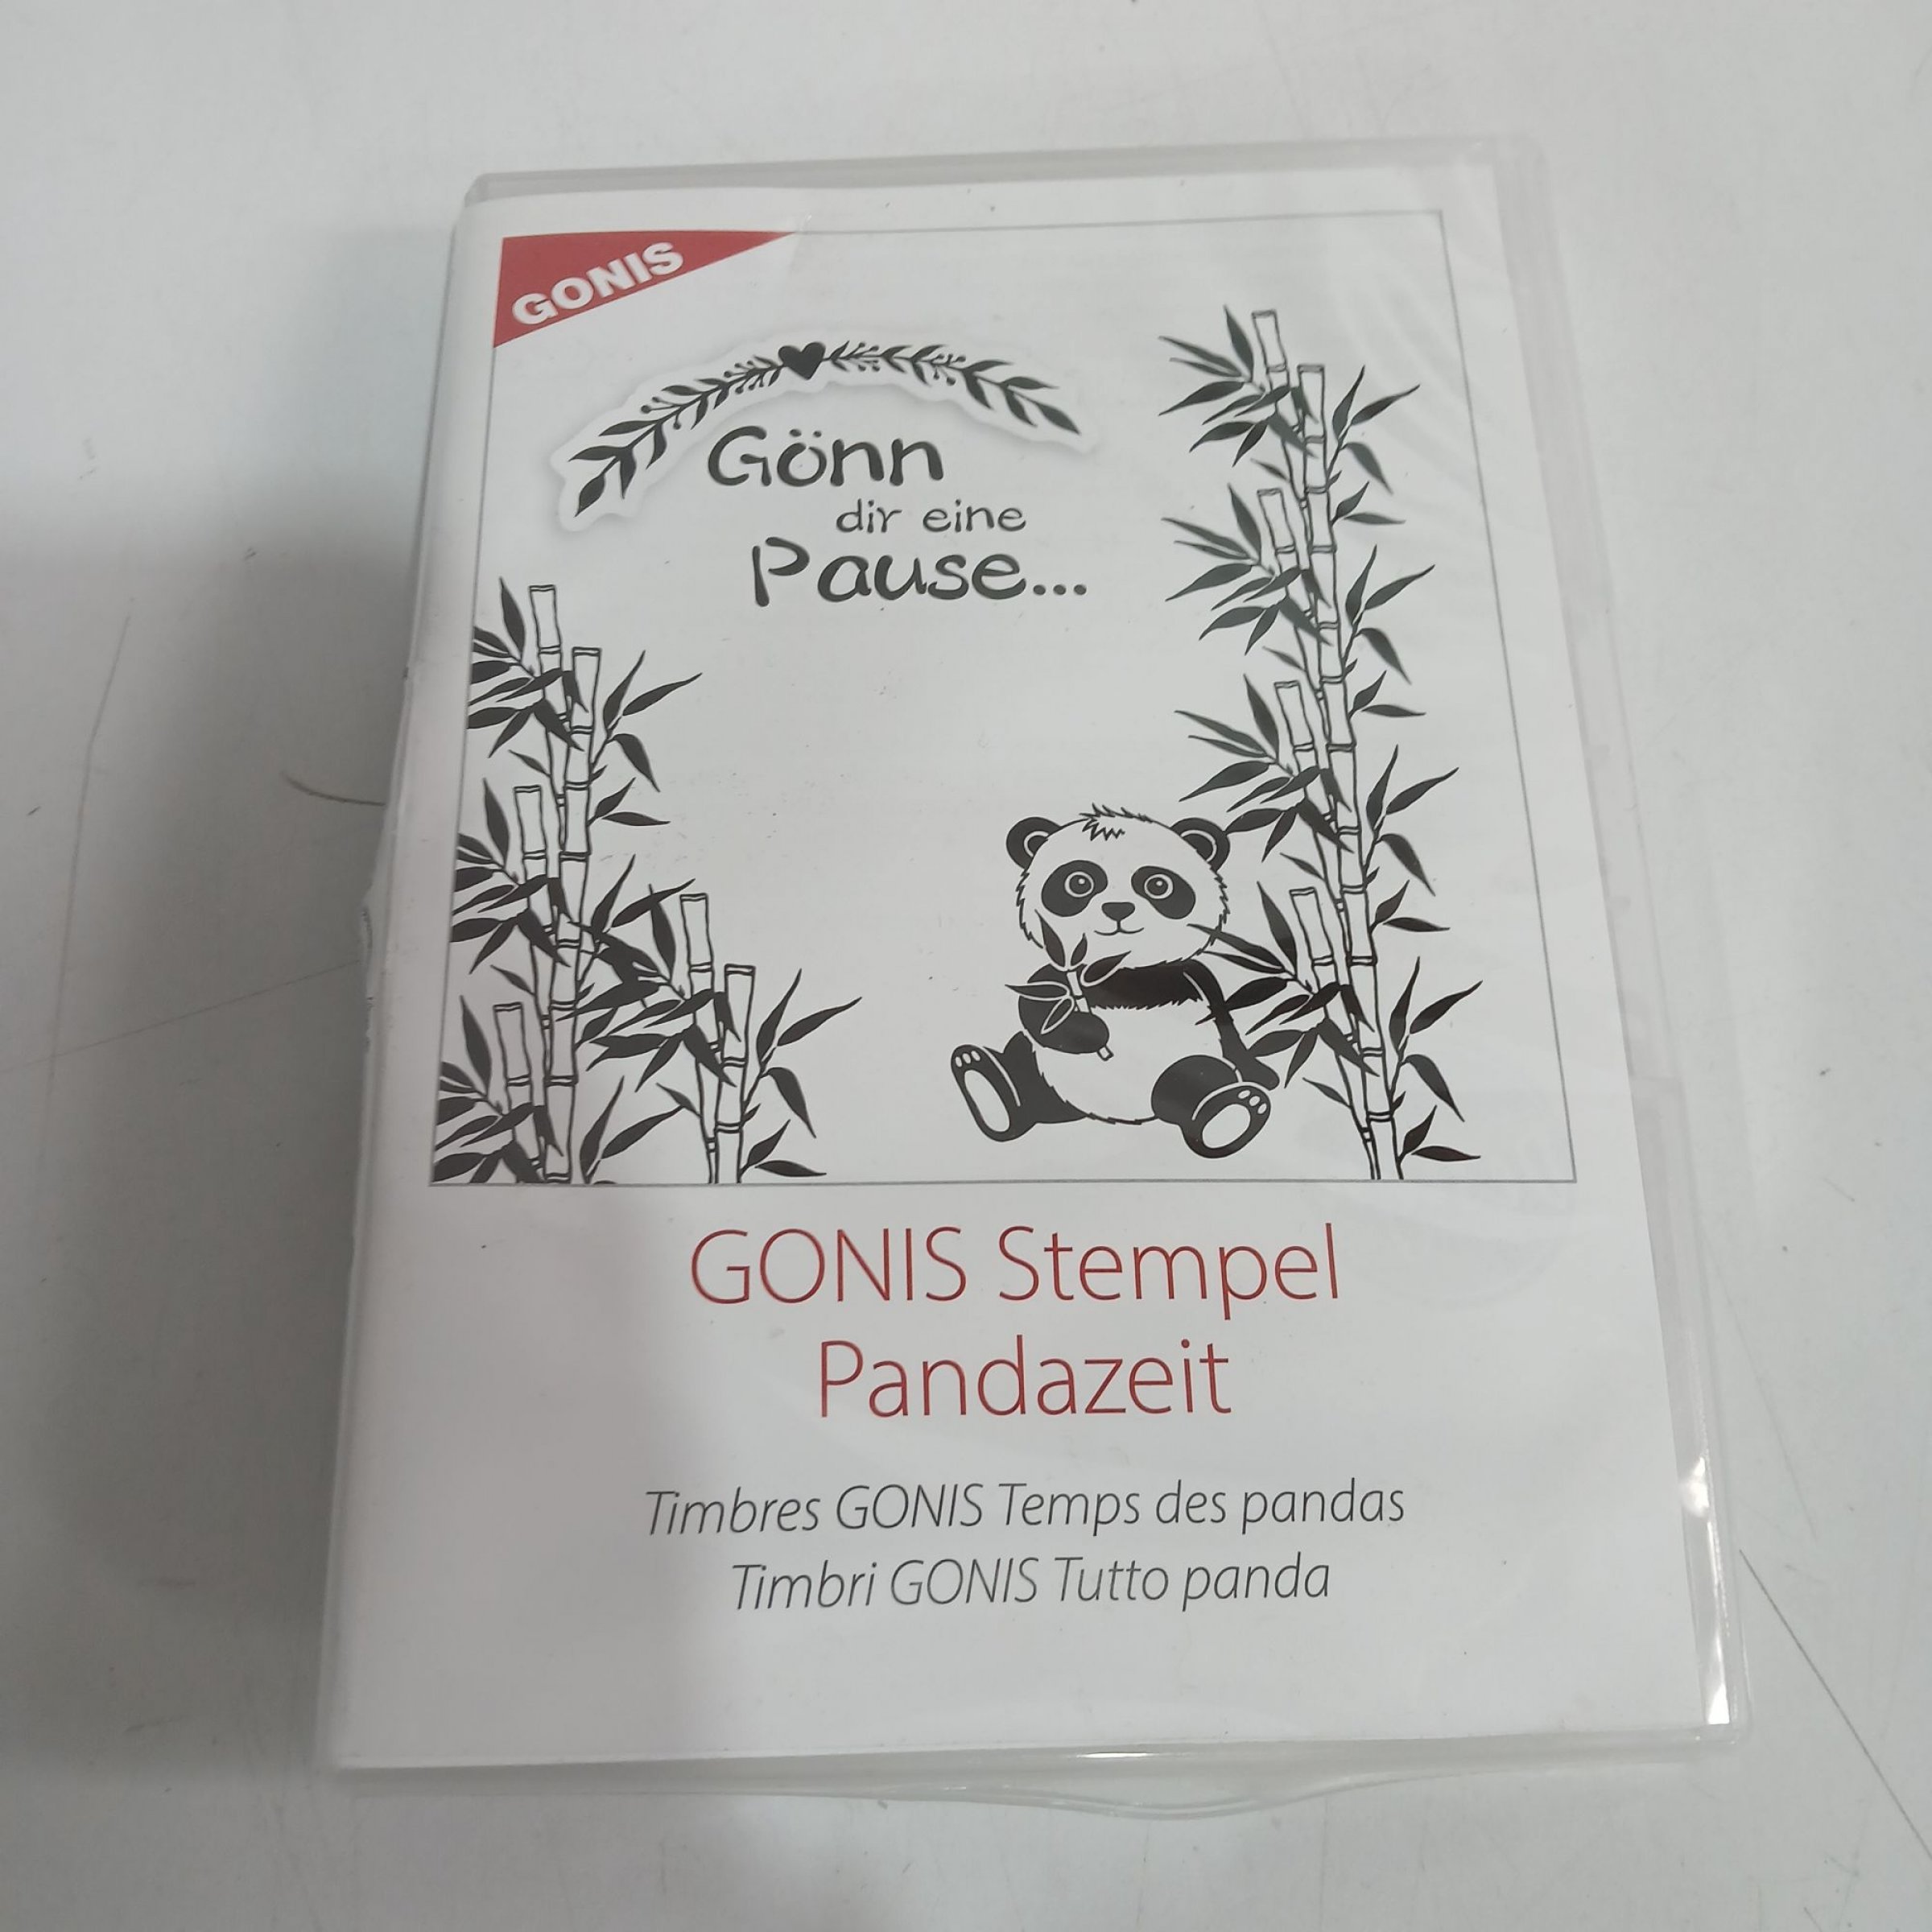 GONIS
Gönn
dir eine
Pause...
GONIS Stempel
Pandazeit
Timbres GONIS Temps des pandas
Timbri GONIS Tutto panda